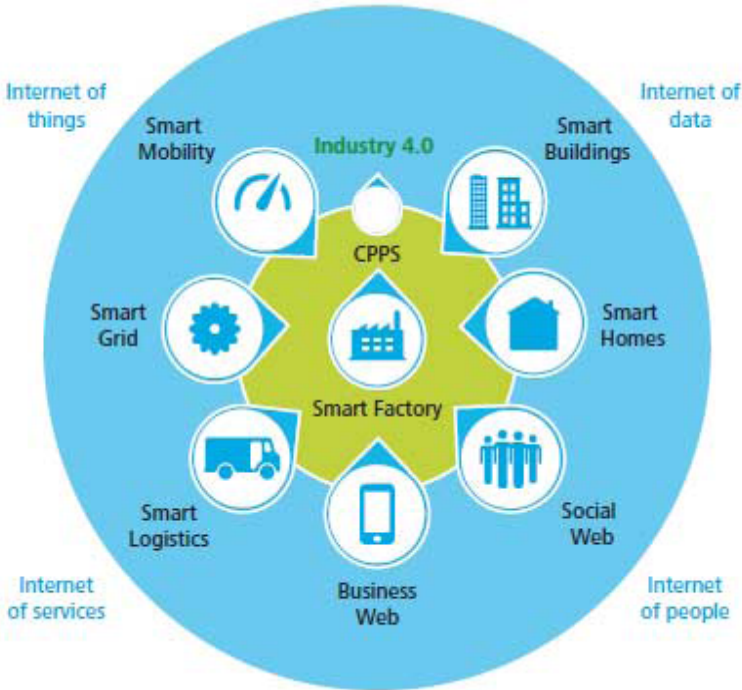 Internet of
things
Internet of
data
Smart
Mobility
Industry 4.0
Smart
Buildings
CPPS
Smart
Grid
Smart
Homes
Smart Factory
Smart
Logistics
Social
Web
Business
Web
Internet
of services
Internet
of people